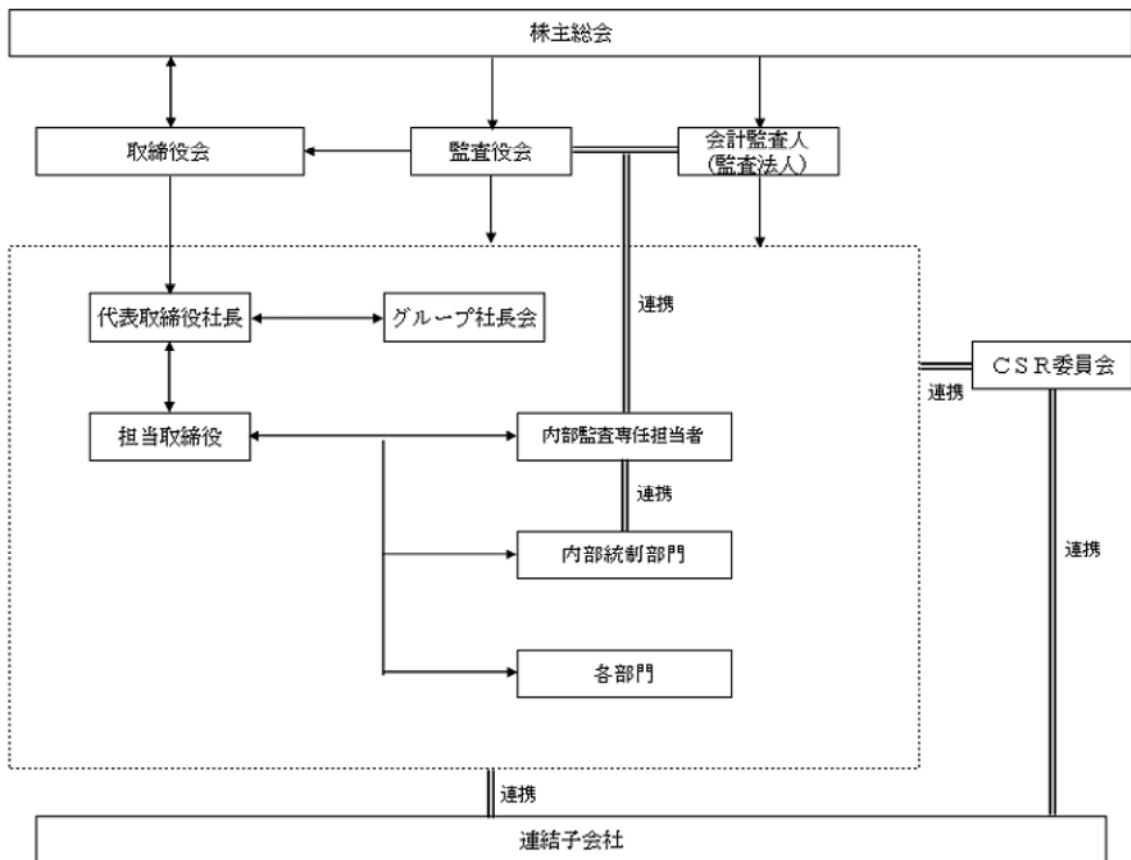 株主総会
取締役会
監査役会
会計監査人
(監査法人)
連携
代表取締役社長
グループ社長会
CSR委員会
連携
担当取締役
内部監査専任担当者
連携
内部統制部門
連携
各部門
連携
連結子会社